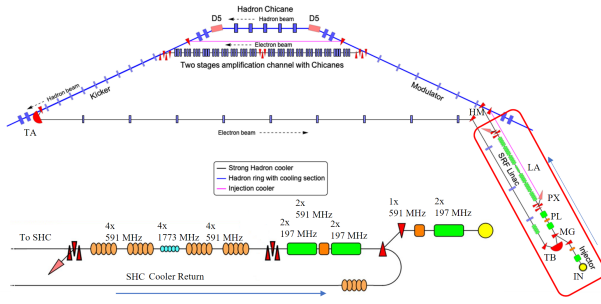 Hadron Chicane
D5
Hadron beam
D5
Electron beam
Two stages amplification channel with Chicanes
Hadron beam
Kicker
Modulator
TA
Electron beam
HM
SRF Linac
LA
PX
PL
MG
Injector
TB
IN
Strong Hadron cooler
Hadron ring with cooling section
Injection cooler
To SHC
4x
591 MHz
4x
1773 MHz
4x
591 MHz
2x
197 MHz
2x
591 MHz
2x
197 MHz
1x
591 MHz
2x
197 MHz
SHC Cooler Return